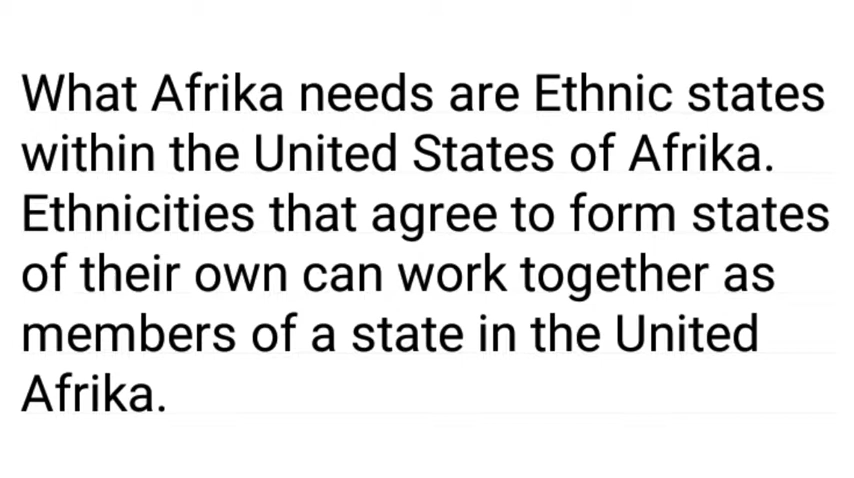 What Afrika needs are Ethnic states
within the United States of Afrika.
Ethnicities that agree to form states
of their own can work together as
members of a state in the United
Afrika.